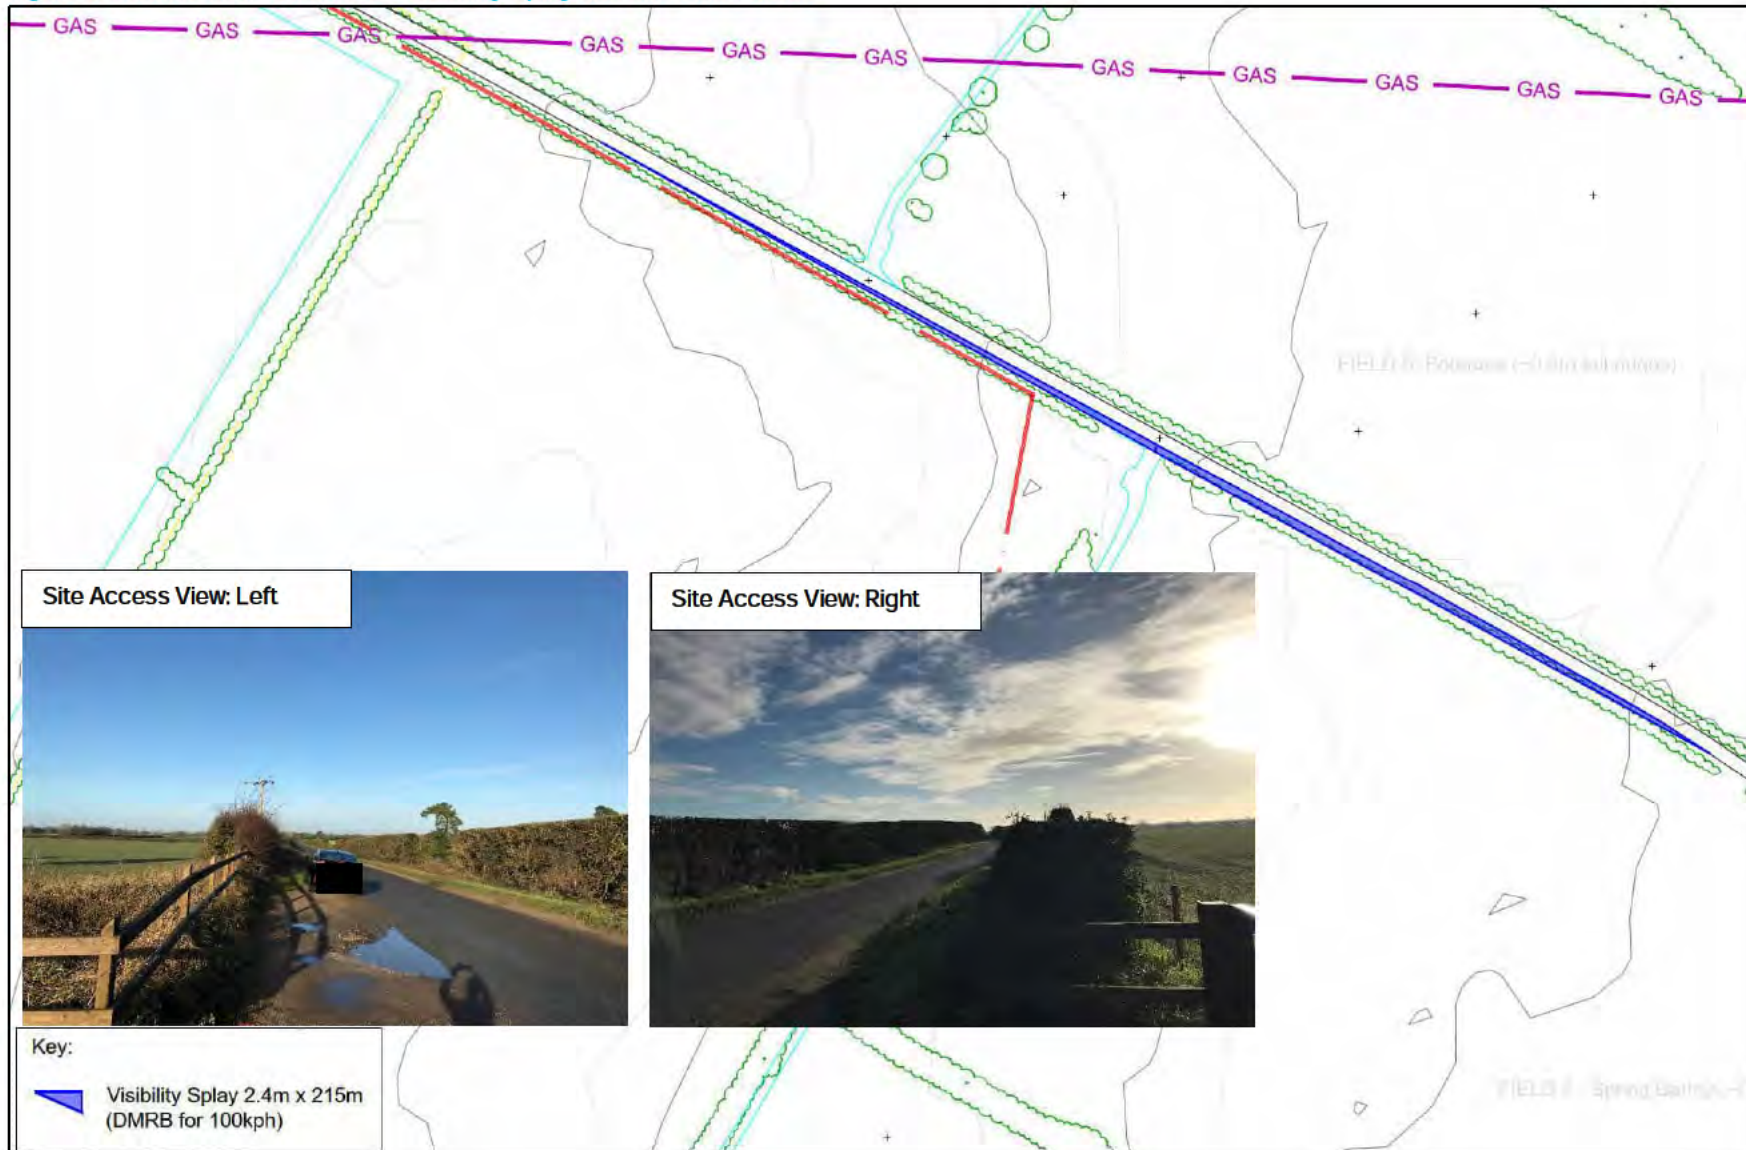 GAS GAS GAS GAS GAS GAS GAS GAS GAS GAS GAS GAS
Site Access View: Left
Site Access View: Right
Key:
Visibility Splay 2.4m x 215m
(DMRB for 100kph)